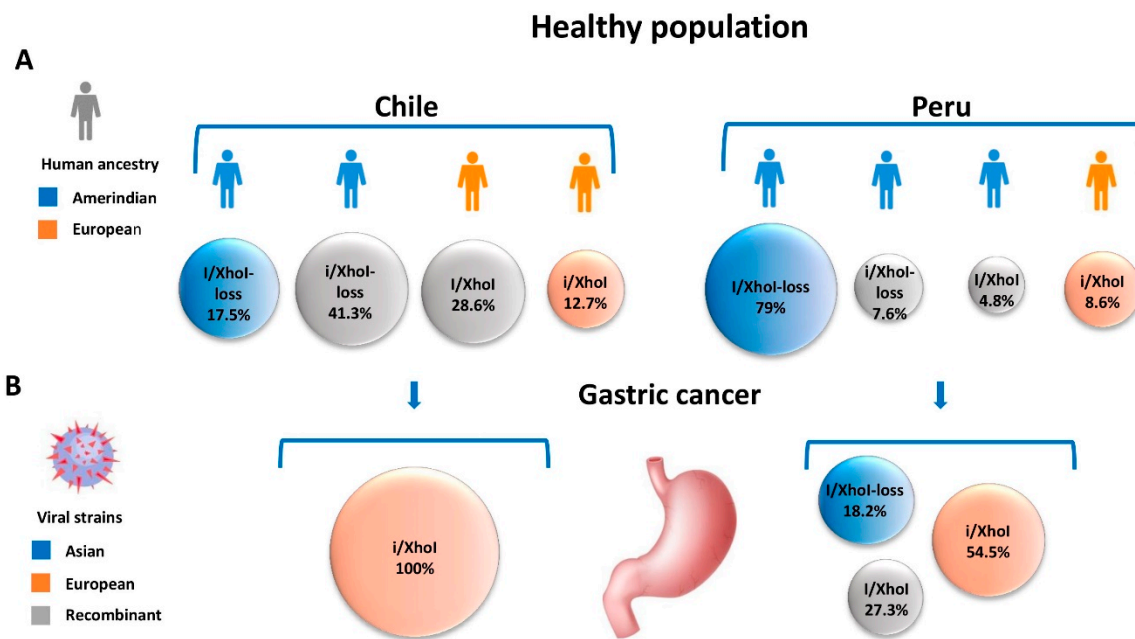 Healthy population
A
Chile
Peru
Human ancestry
Amerindian
European
I/XhoI-
loss
17.5%
i/XhoI-
loss
41.3%
I/XhoI
28.6%
i/XhoI
12.7%
I/XhoI-loss
79%
i/XhoI-
loss
7.6%
I/XhoI
4.8%
i/XhoI
8.6%
B
Gastric cancer
Viral strains
Asian
European
Recombinant
i/XhoI
100%
I/XhoI-loss
18.2%
i/XhoI
54.5%
I/XhoI
27.3%